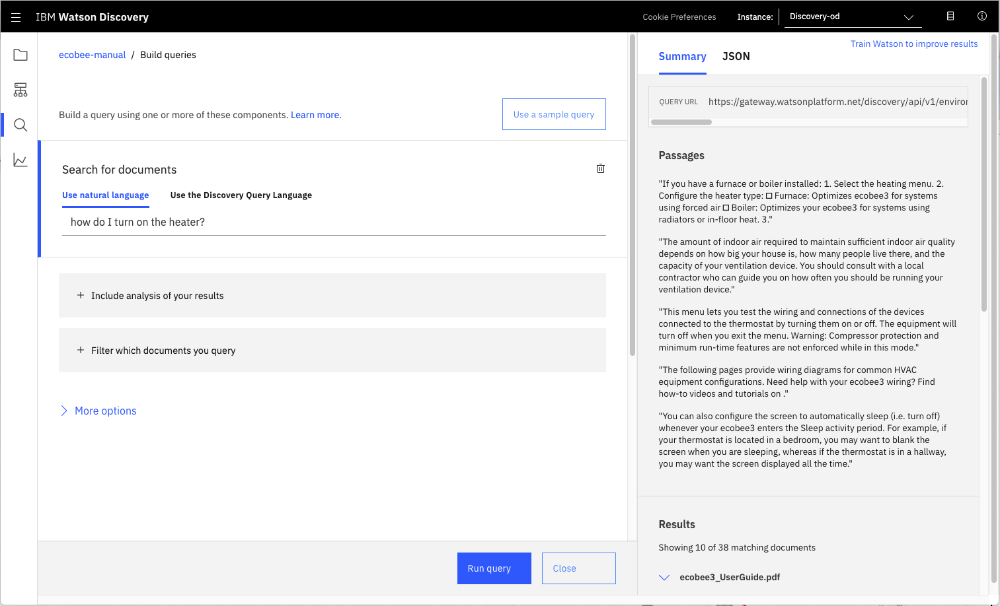 IBM Watson Discovery
Cookie Preferences
Instance:
Discovery-od
ecobee-manual / Build queries
Build a query using one or more of these components. Learn more.
Use a sample query
Search for documents
Use natural language
Use the Discovery Query Language
how do I turn on the heater?
+ Include analysis of your results
+ Filter which documents you query
More options
Run query
Close
Train Watson to improve results
Summary
JSON
QUERY URL
https://gateway.watsonplatform.net/discovery/api/v1/enviro
Passages
"If you have a furnace or boiler installed: 1. Select the heating menu. 2.
Configure the heater type: □ Furnace: Optimizes ecobee3 for systems
using forced air □ Boiler: Optimizes your ecobee3 for systems using
radiators or in-floor heat. 3."
"The amount of indoor air required to maintain sufficient indoor air quality
depends on how big your house is, how many people live there, and the
capacity of your ventilation device. You should consult with a local
contractor who can guide you on how often you should be running your
ventilation device."
"This menu lets you test the wiring and connections of the devices
connected to the thermostat by turning them on or off. The equipment will
turn off when you exit the menu. Warning: Compressor protection and
minimum run-time features are not enforced while in this mode."
"The following pages provide wiring diagrams for common HVAC
equipment configurations. Need help with your ecobee3 wiring? Find
how-to videos and tutorials on ."
"You can also configure the screen to automatically sleep (i.e. turn off)
whenever your ecobee3 enters the Sleep activity period. For example, if
your thermostat is located in a bedroom, you may want to blank the
screen when you are sleeping, whereas if the thermostat is in a hallway,
you may want the screen displayed all the time."
Results
Showing 10 of 38 matching documents
ecobee3_UserGuide.pdf